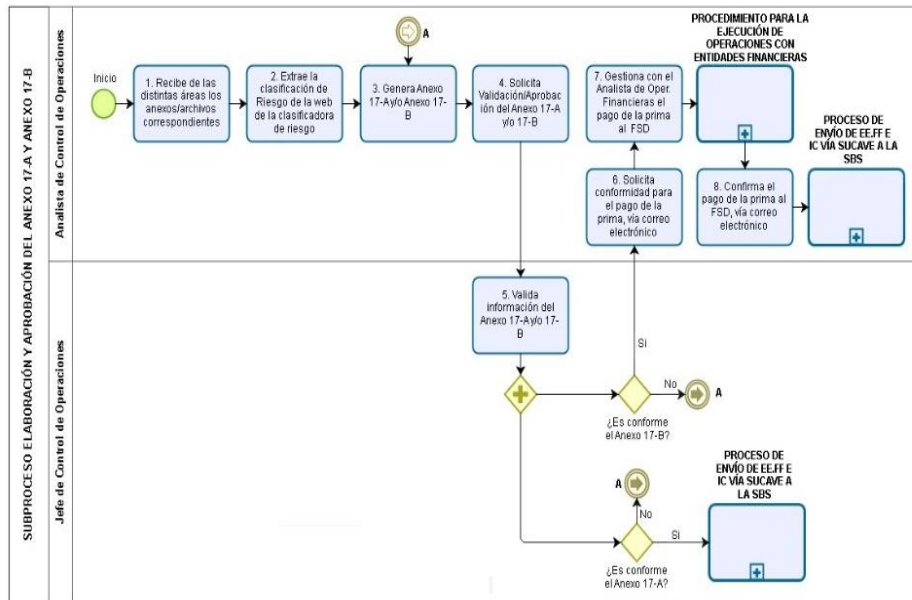 SUBPROCESO ELABORACIÓN Y APROBACIÓN DEL ANEXO 17-A Y ANEXO 17-B
Analista de Control de Operaciones
Inicio
1. Recibe de las
distintas áreas los
anexos/archivos
correspondientes
2. Extrae la
clasificación de
Riesgo de la web
de la clasificadora
de riesgo
A
3. Genera Anexo
17-A y/o Anexo 17-
B
4. Solicita
Validación/Aprobación
del Anexo 17-A
y/o 17-B
7. Gestiona con el
Analista de Oper.
Financieras el
pago de la prima
al FSD
PROCEDIMIENTO PARA LA
EJECUCIÓN DE
OPERACIONES CON
ENTIDADES FINANCIERAS
6. Solicita
conformidad para
el pago de la
prima, vía correo
electrónico
8. Confirma el
pago de la prima al
FSD, vía correo
electrónico
PROCESO DE
ENVÍO DE EE.FF E
IC VÍA SUCAVE A LA
SBS
Jefe de Control de Operaciones
5. Valida
información del
Anexo 17-A y/o 17-
B
Si
No
A
¿Es conforme
el Anexo 17-B?
A
No
Si
¿Es conforme
el Anexo 17-A?
PROCESO DE
ENVÍO DE EE.FF E
IC VÍA SUCAVE A
LA SBS